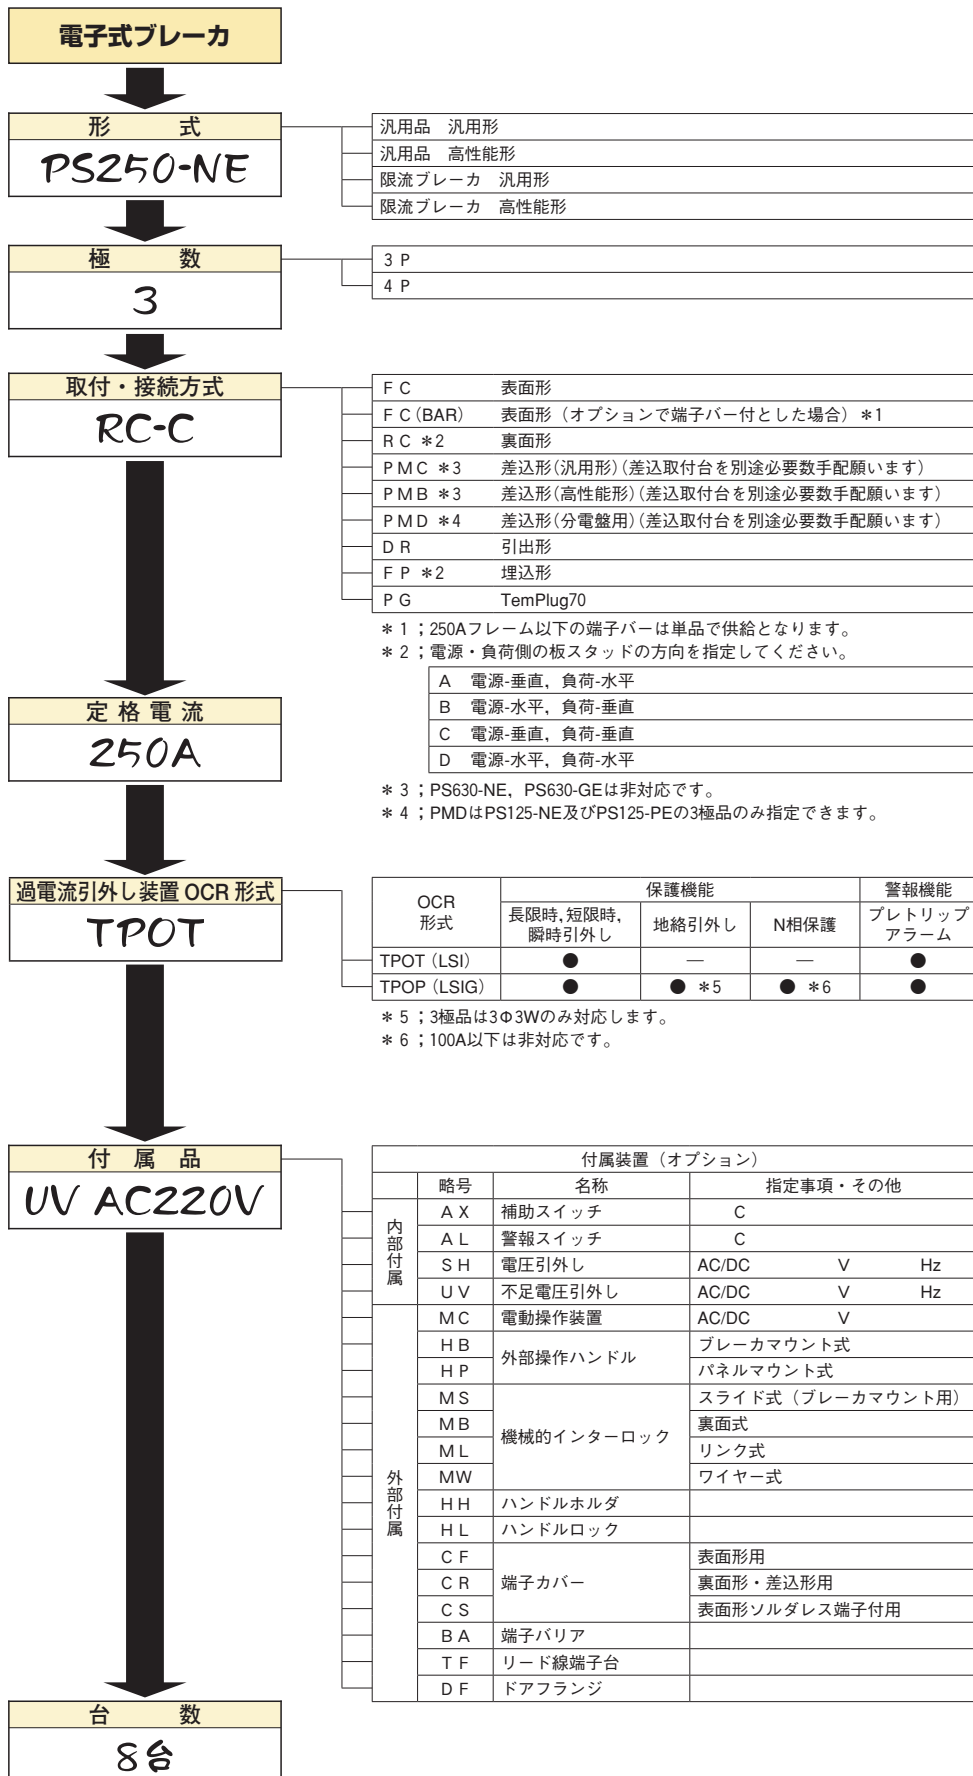 電子式ブレーカ
形 式
PS250-NE
汎用品 汎用形
汎用品 高性能形
限流ブレーカ 汎用形
限流ブレーカ 高性能形
極 数
3
3 P
4 P
取付・接続方式
RC-C
F C 表面形
F C (BAR) 表面形（オプションで端子バー付とした場合）＊1
R C ＊2 裏面形
P M C ＊3 差込形(汎用形)(差込取付台を別途必要数手配願います)
P M B ＊3 差込形(高性能形)(差込取付台を別途必要数手配願います)
P M D ＊4 差込形(分電盤用)(差込取付台を別途必要数手配願います)
D R 引出形
F P ＊2 埋込形
P G TemPlug70
＊ 1 ；250Aフレーム以下の端子バーは単品で供給となります。
＊ 2 ；電源・負荷側の板スタッドの方向を指定してください。
A 電源-垂直，負荷-水平
B 電源-水平，負荷-垂直
C 電源-垂直，負荷-垂直
D 電源-水平，負荷-水平
＊ 3 ；PS630-NE，PS630-GEは非対応です。
＊ 4 ；PMDはPS125-NE及びPS125-PEの3極品のみ指定できます。
定 格 電 流
250A
過電流引外し装置 OCR 形式
TPOT
OCR 形式 保護機能 警報機能
長限時，短限時，瞬時引外し 地絡引外し N相保護 プレトリップアラーム
TPOT (LSI) ● — — ●
TPOP (LSIG) ● ● ＊5 ● ＊6 ●
＊ 5 ；3極品は3Φ3Wのみ対応します。
＊ 6 ；100A以下は非対応です。
付 属 品
UV AC220V
付属装置（オプション）
略号 名称 指定事項・その他
内部付属
A X 補助スイッチ C
A L 警報スイッチ C
S H 電圧引外し AC/DC V Hz
U V 不足電圧引外し AC/DC V Hz
外部付属
M C 電動操作装置 AC/DC V
H B 外部操作ハンドル ブレーカマウント式
H P パネルマウント式
M S 機械的インターロック スライド式（ブレーカマウント用）
M B 裏面式
M L リンク式
MW ワイヤー式
H H ハンドルホルダ
H L ハンドルロック
C F 端子カバー 表面形用
C R 裏面形・差込形用
C S 表面形ソルダレス端子付用
B A 端子バリア
T F リード線端子台
D F ドアフランジ
台 数
8台